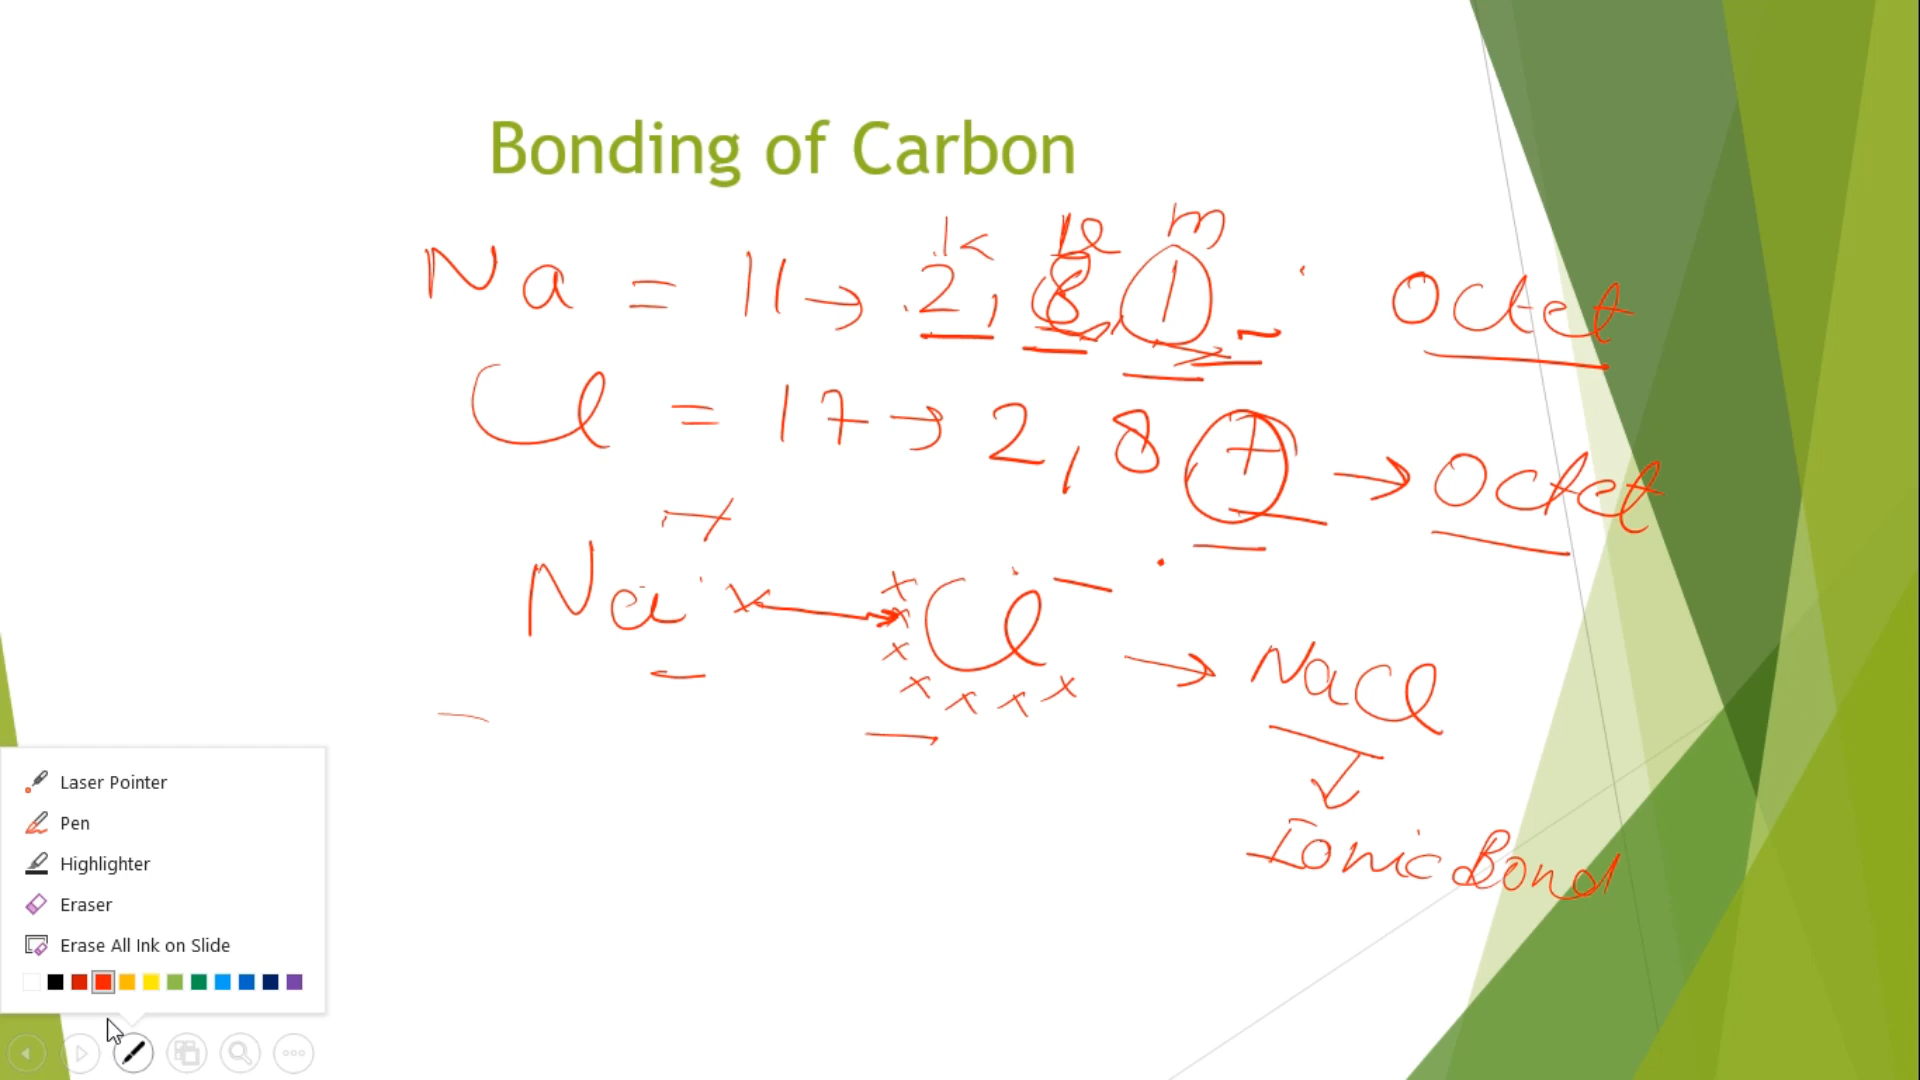 Bonding of Carbon
K L M
Na = 11 → 2, 8, 1 Octet
Cl = 17 → 2, 8 7 → Octet
+
Na x → x x x Cl − → NaCl
x x x x
Ionic Bond
Laser Pointer
Pen
Highlighter
Eraser
Erase All Ink on Slide